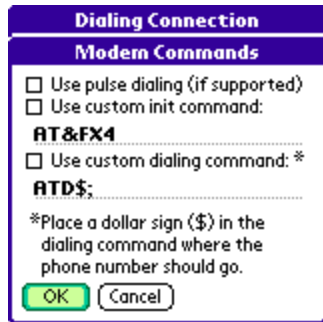 Dialing Connection
Modem Commands
Use pulse dialing (if supported)
Use custom init command:
AT&FX4
Use custom dialing command: *
ATD$;
*Place a dollar sign ($) in the
dialing command where the
phone number should go.
OK Cancel